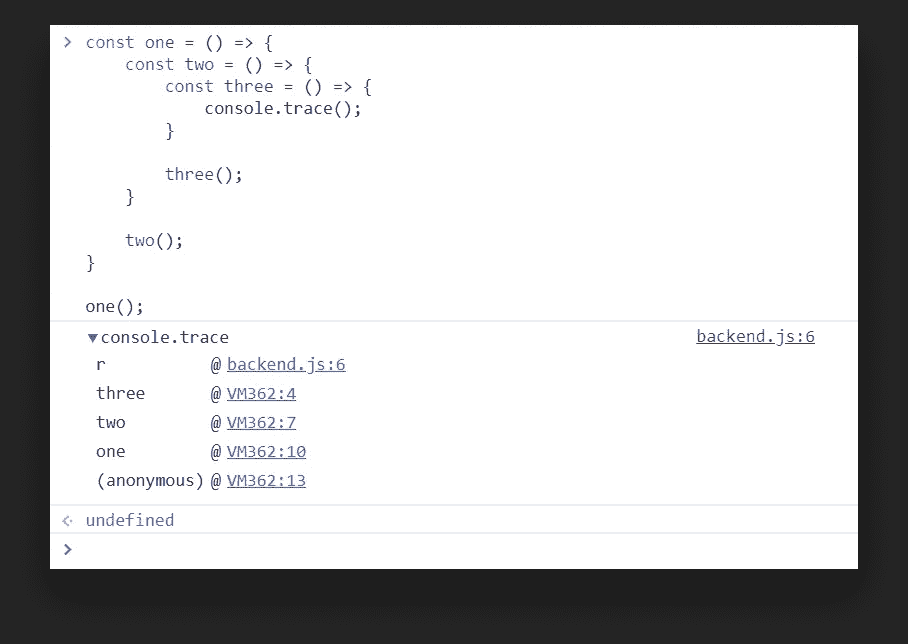 > const one = () => {
    const two = () => {
        const three = () => {
            console.trace();
        }

        three();
    }

    two();
}

one();
▼console.trace backend.js:6
r @ backend.js:6
three @ VM362:4
two @ VM362:7
one @ VM362:10
(anonymous) @ VM362:13
<· undefined
>